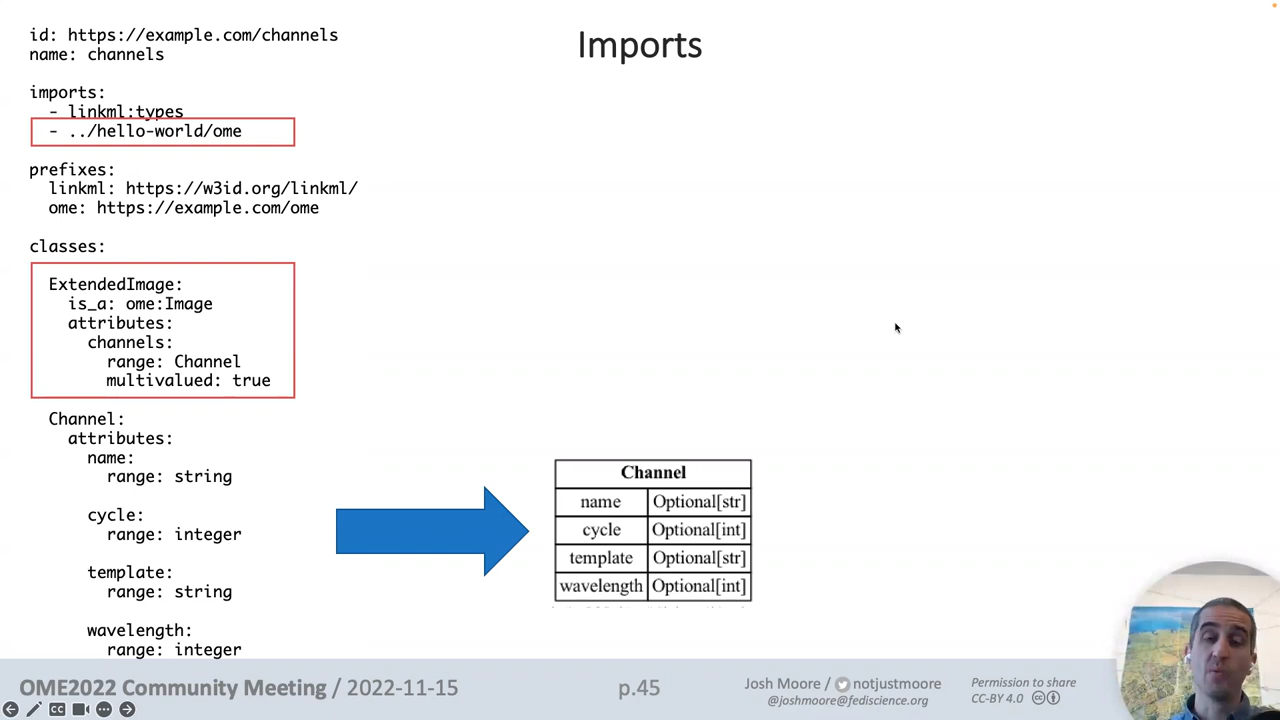 Imports
id: https://example.com/channels
name: channels
imports:
- linkml:types
- ../hello-world/ome
prefixes:
linkml: https://w3id.org/linkml/
ome: https://example.com/ome
classes:
ExtendedImage:
is_a: ome:Image
attributes:
channels:
range: Channel
multivalued: true
Channel:
attributes:
name:
range: string
cycle:
range: integer
template:
range: string
wavelength:
range: integer
Channel
name Optional[str]
cycle Optional[int]
template Optional[str]
wavelength Optional[int]
OME2022 Community Meeting / 2022-11-15
p.45
Josh Moore / notjustmoore
@joshmoore@fediscience.org
Permission to share
CC-BY 4.0
CC